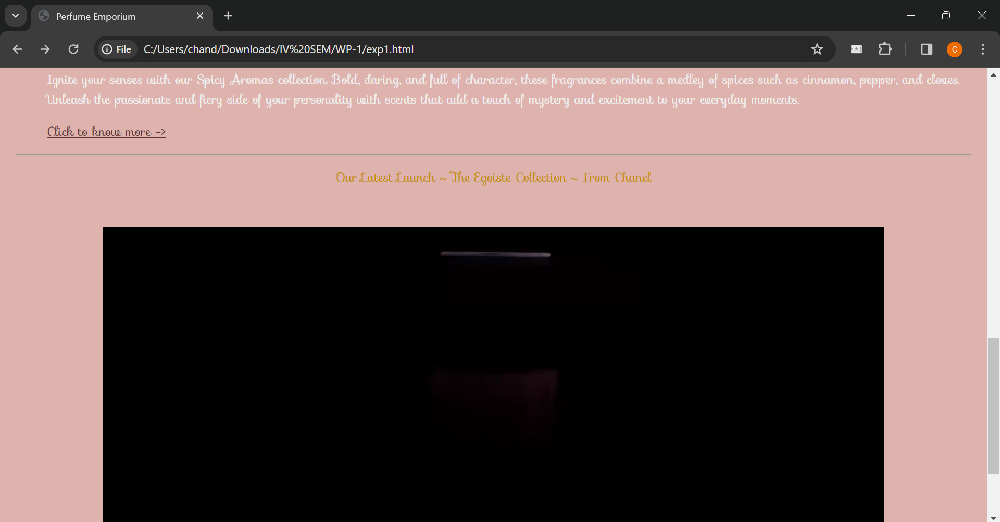 Perfume Emporium
File
C:/Users/chand/Downloads/IV%20SEM/WP-1/exp1.html
C
Ignite your senses with our Spicy Aromas collection. Bold, daring, and full of character, these fragrances combine a medley of spices such as cinnamon, pepper, and cloves.
Unleash the passionate and fiery side of your personality with scents that add a touch of mystery and excitement to your everyday moments.
Click to know more ->
Our Latest Launch ~ The Egoiste Collection ~ From Chanel